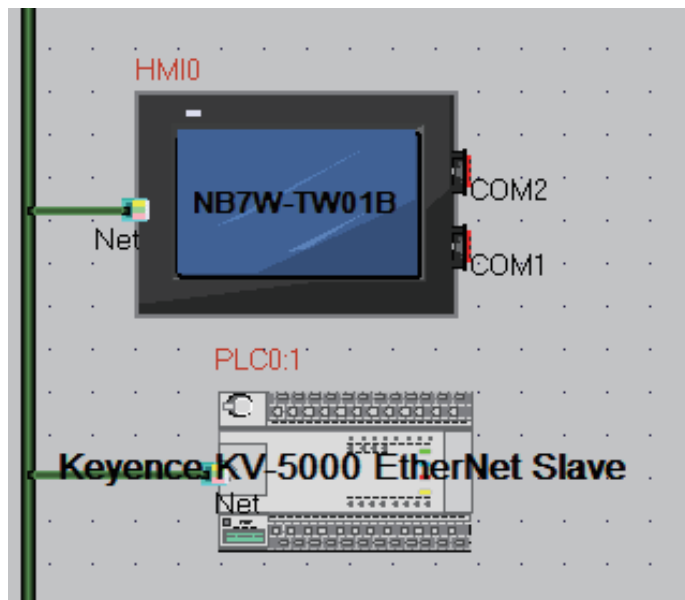 HMI0
NB7W-TW01B
COM2
Net
COM1
PLC0:1
Keyence KV-5000 EtherNet Slave
Net